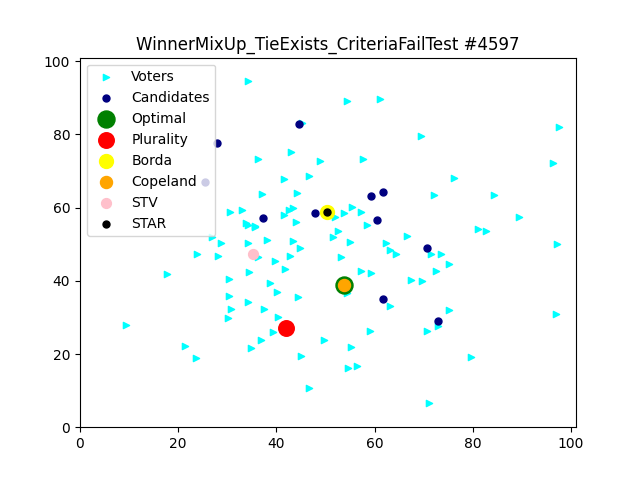 WinnerMixUp_TieExists_CriteriaFailTest #4597
100
80
60
40
20
0
Voters
Candidates
Optimal
Plurality
Borda
Copeland
STV
STAR
0 20 40 60 80 100